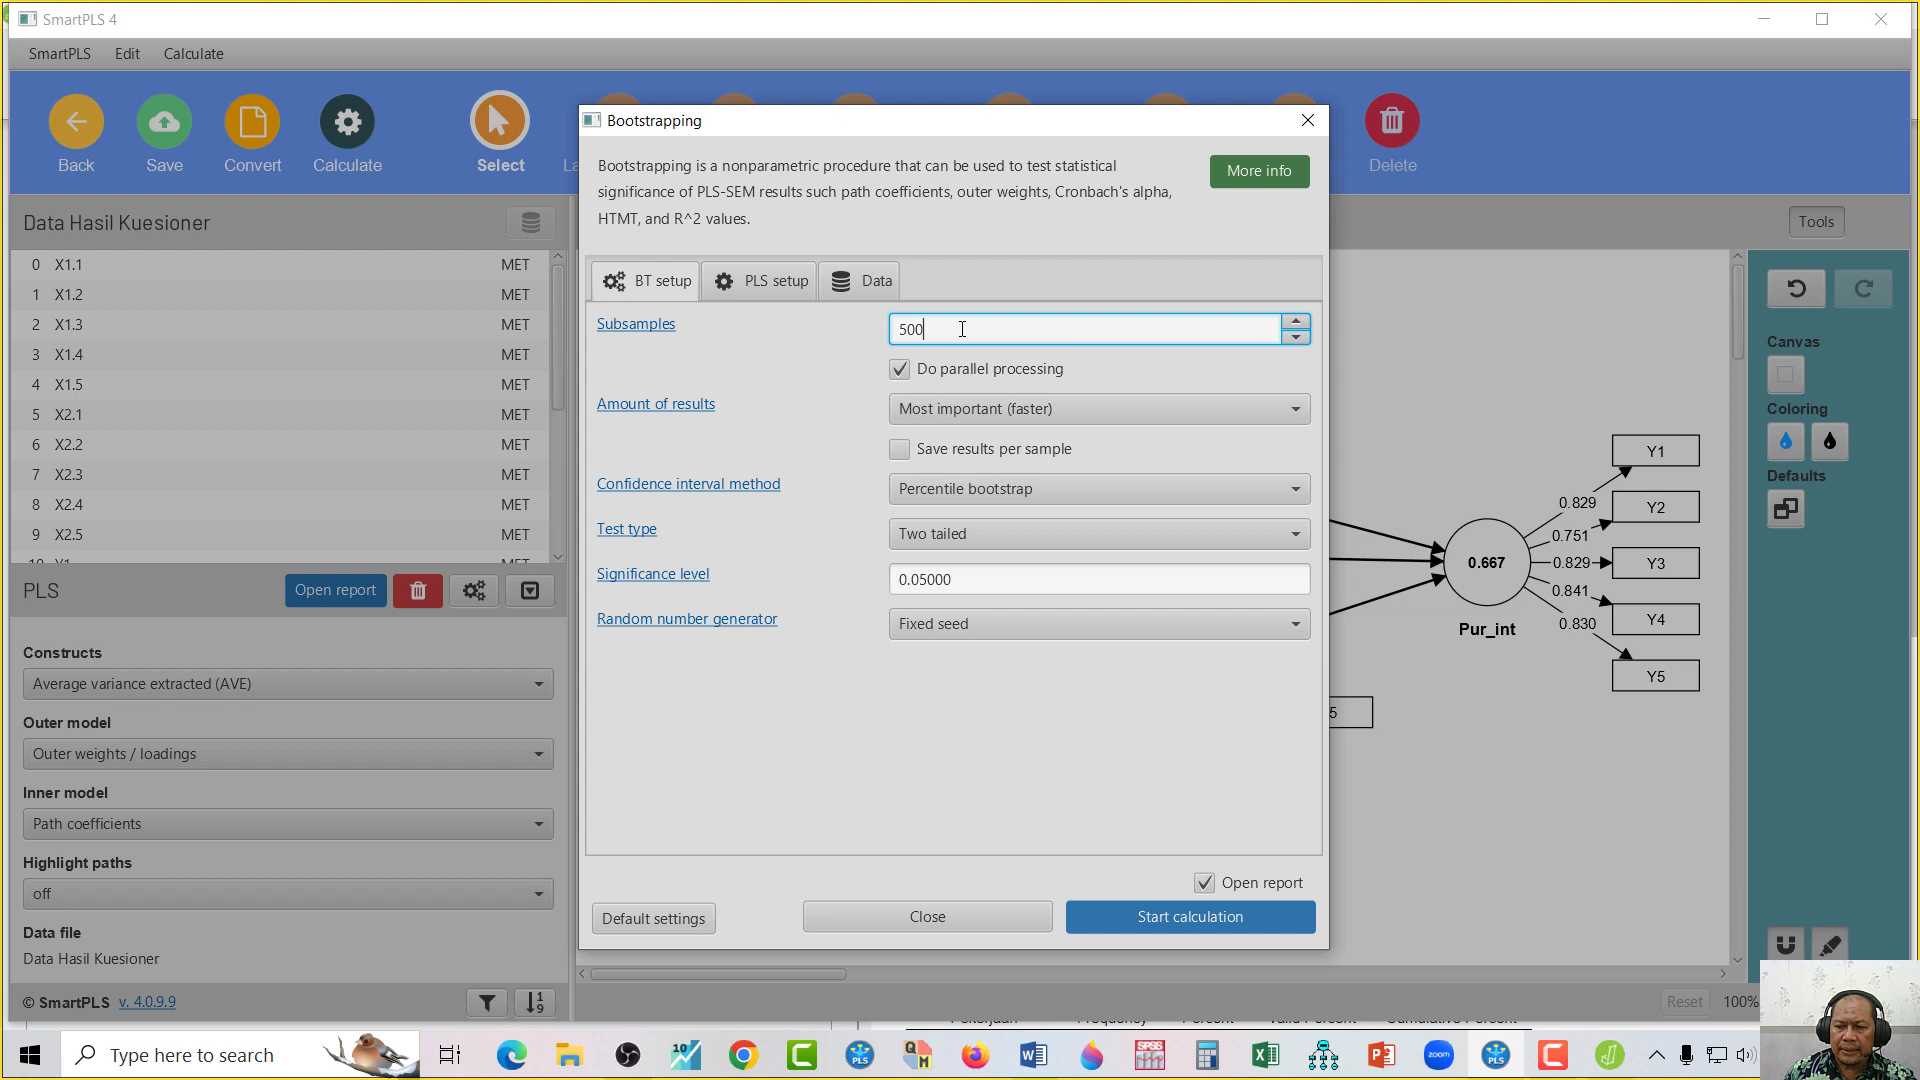 SmartPLS 4
SmartPLS Edit Calculate
Back
Save
Convert
Calculate
Select
Delete
Bootstrapping
Bootstrapping is a nonparametric procedure that can be used to test statistical
significance of PLS-SEM results such path coefficients, outer weights, Cronbach's alpha,
HTMT, and R^2 values.
More info
Data Hasil Kuesioner
Tools
0 X1.1 MET
1 X1.2 MET
2 X1.3 MET
3 X1.4 MET
4 X1.5 MET
5 X2.1 MET
6 X2.2 MET
7 X2.3 MET
8 X2.4 MET
9 X2.5 MET
BT setup
PLS setup
Data
Subsamples 500
Do parallel processing
Amount of results Most important (faster)
Save results per sample
Confidence interval method Percentile bootstrap
Test type Two tailed
Significance level 0.05000
Random number generator Fixed seed
Open report
Default settings
Close
Start calculation
PLS
Open report
Constructs
Average variance extracted (AVE)
Outer model
Outer weights / loadings
Inner model
Path coefficients
Highlight paths
off
Data file
Data Hasil Kuesioner
© SmartPLS v. 4.0.9.9
Y1
0.829
Y2
0.751
0.667
0.829
Y3
0.841
Y4
0.830
Pur_int
Y5
5
Canvas
Coloring
Defaults
Reset
100%
Type here to search